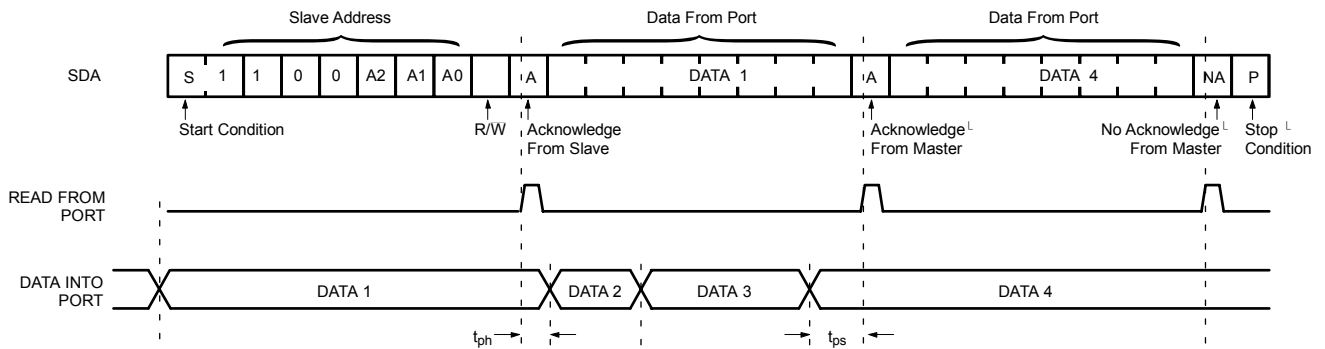 Slave Address
Data From Port
Data From Port
SDA
S 1 1 0 0 A2 A1 A0 A DATA 1 A DATA 4 NA P
Start Condition
R/W̅
Acknowledge
From Slave
Acknowledge
From Master
No Acknowledge
From Master
Stop
Condition
READ FROM
PORT
DATA INTO
PORT
DATA 1
DATA 2
DATA 3
DATA 4
tph
tps